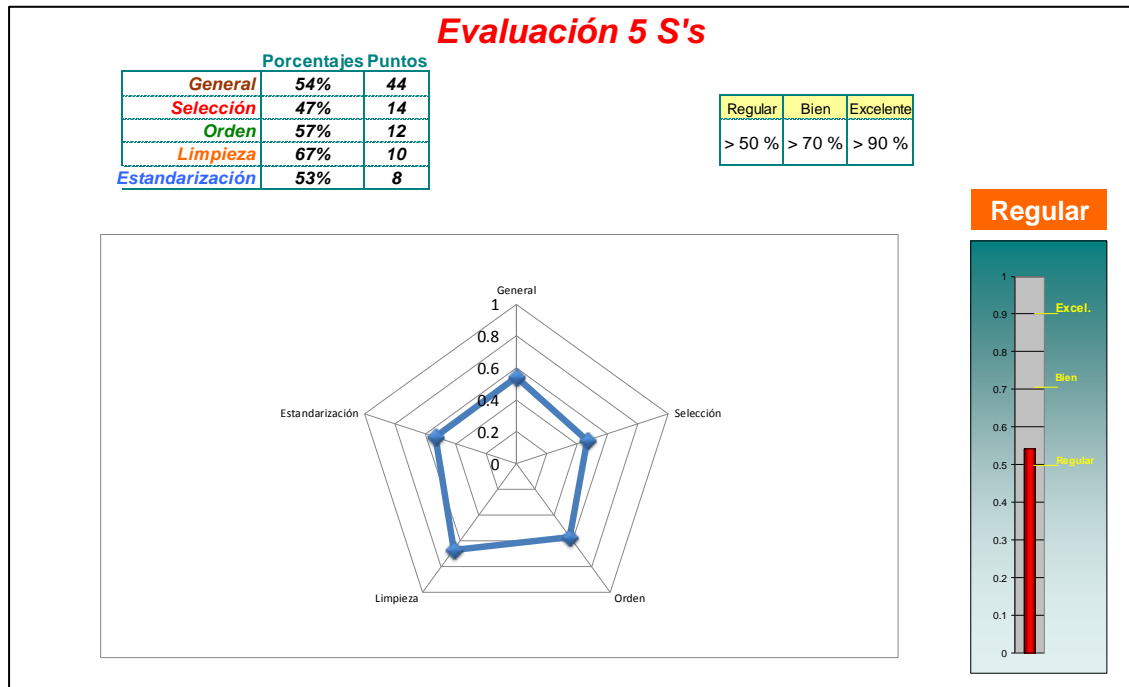 Evaluación 5 S's
Porcentajes Puntos
General 54% 44
Selección 47% 14
Orden 57% 12
Limpieza 67% 10
Estandarización 53% 8
Regular Bien Excelente
> 50 % > 70 % > 90 %
Regular
General
1
0.8
0.6
0.4
0.2
0
Estandarización
Selección
Limpieza
Orden
1
0.9
0.8
0.7
0.6
0.5
0.4
0.3
0.2
0.1
0
Excel.
Bien
Regular